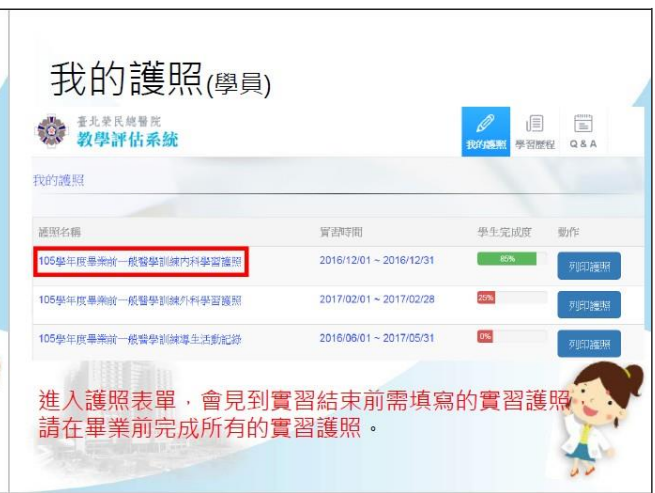 我的護照(學員)
臺北榮民總醫院
教學評估系統
我的護照 學習歷程 Q & A
我的護照
護照名稱 實習時間 學生完成度 動作
105學年度畢業前一般醫學訓練內科學習護照 2016/12/01 ~ 2016/12/31 85% 列印護照
105學年度畢業前一般醫學訓練外科學習護照 2017/02/01 ~ 2017/02/28 25% 列印護照
105學年度畢業前一般醫學訓練導生活動記錄 2016/06/01 ~ 2017/05/31 0% 列印護照
進入護照表單，會見到實習結束前需填寫的實習護照
請在畢業前完成所有的實習護照。